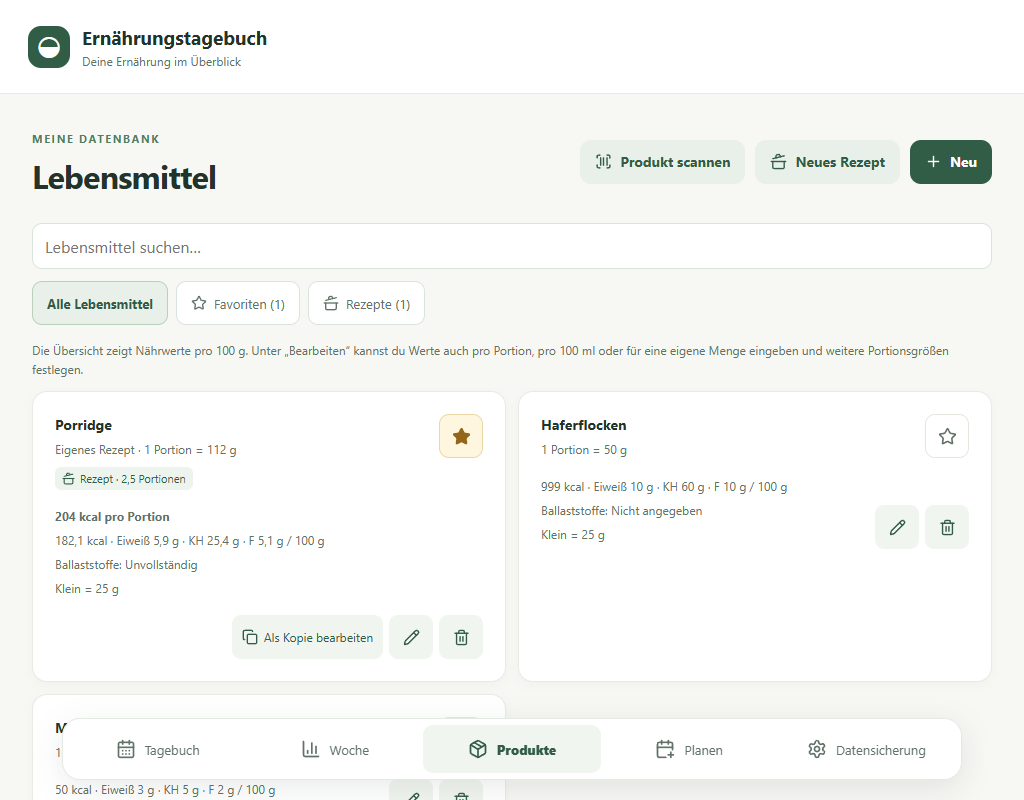 Ernährungstagebuch
Deine Ernährung im Überblick
MEINE DATENBANK
Lebensmittel
Produkt scannen
Neues Rezept
Neu
Lebensmittel suchen...
Alle Lebensmittel
Favoriten (1)
Rezepte (1)
Die Übersicht zeigt Nährwerte pro 100 g. Unter „Bearbeiten“ kannst du Werte auch pro Portion, pro 100 ml oder für eine eigene Menge eingeben und weitere Portionsgrößen
festlegen.
Porridge
Eigenes Rezept · 1 Portion = 112 g
Rezept · 2,5 Portionen
204 kcal pro Portion
182,1 kcal · Eiweiß 5,9 g · KH 25,4 g · F 5,1 g / 100 g
Ballaststoffe: Unvollständig
Klein = 25 g
Als Kopie bearbeiten
Haferflocken
1 Portion = 50 g
999 kcal · Eiweiß 10 g · KH 60 g · F 10 g / 100 g
Ballaststoffe: Nicht angegeben
Klein = 25 g
50 kcal · Eiweiß 3 g · KH 5 g · F 2 g / 100 g
Tagebuch
Woche
Produkte
Planen
Datensicherung